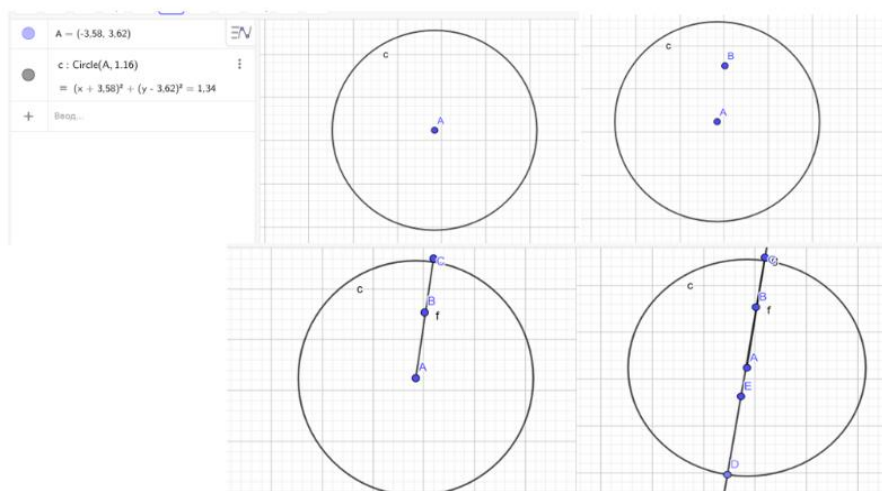 A = (-3.58, 3.62)
c : Circle(A, 1.16)
= (x + 3,58)² + (y - 3,62)² = 1,34
+ Ввод...
c
A
c
B
A
c
C
B
f
A
c
g
B
f
A
E
D